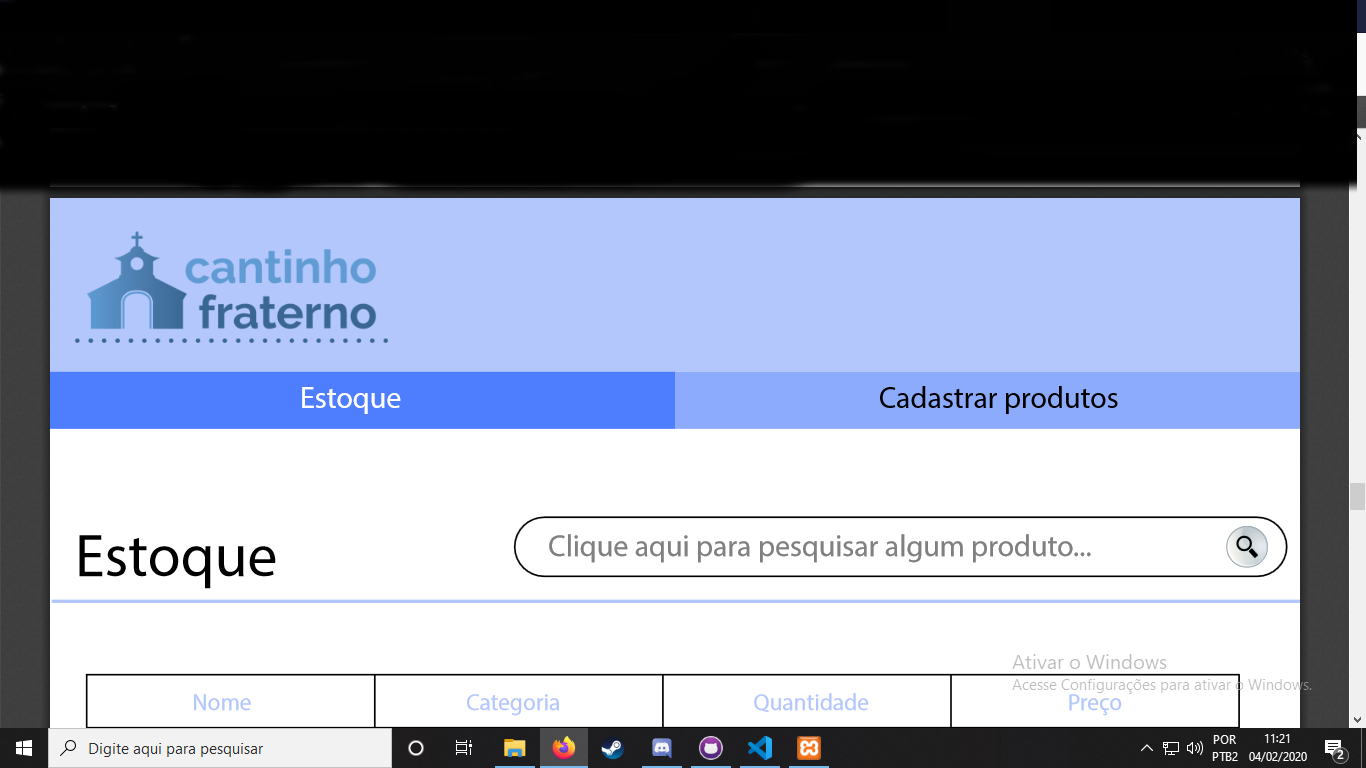 cantinho
fraterno
Estoque
Cadastrar produtos
Estoque
Clique aqui para pesquisar algum produto...
Ativar o Windows
Acesse Configurações para ativar o Windows.
Nome
Categoria
Quantidade
Preço
Digite aqui para pesquisar
POR
PTB2
11:21
04/02/2020
2